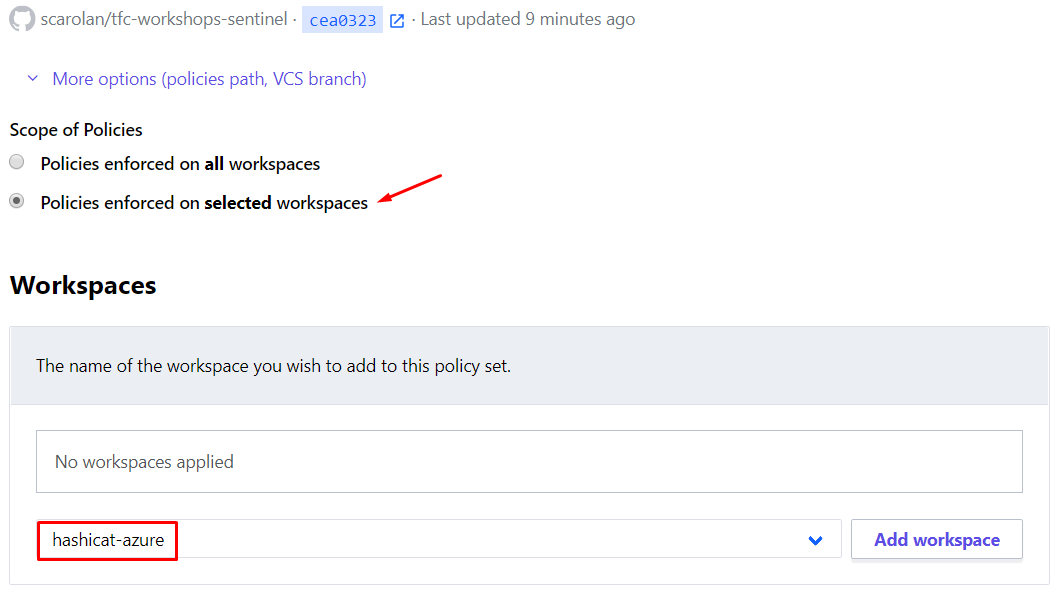 scarolan/tfc-workshops-sentinel · cea0323 · Last updated 9 minutes ago
More options (policies path, VCS branch)
Scope of Policies
Policies enforced on all workspaces
Policies enforced on selected workspaces
Workspaces
The name of the workspace you wish to add to this policy set.
No workspaces applied
hashicat-azure Add workspace